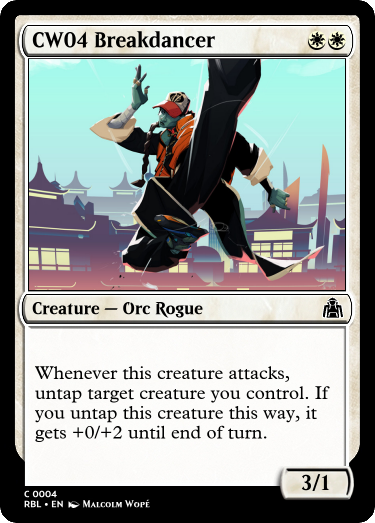 CW04 Breakdancer
Creature — Orc Rogue
Whenever this creature attacks,
untap target creature you control. If
you untap this creature this way, it
gets +0/+2 until end of turn.
3/1
C 0004
RBL • EN Malcolm Wopé